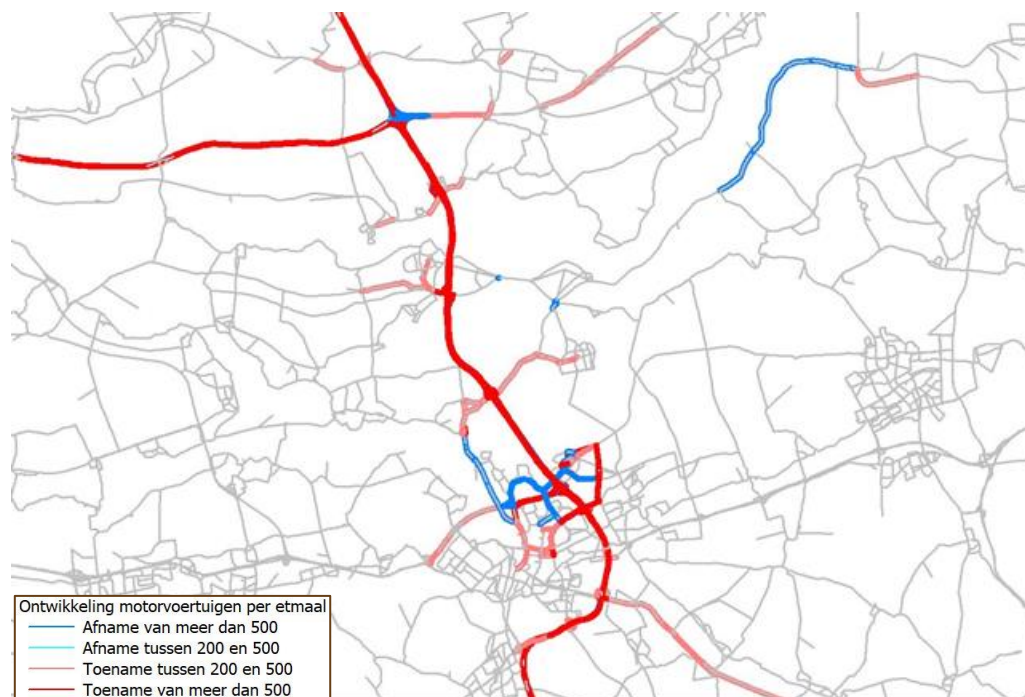 Ontwikkeling motorvoertuigen per etmaal
Afname van meer dan 500
Afname tussen 200 en 500
Toename tussen 200 en 500
Toename van meer dan 500